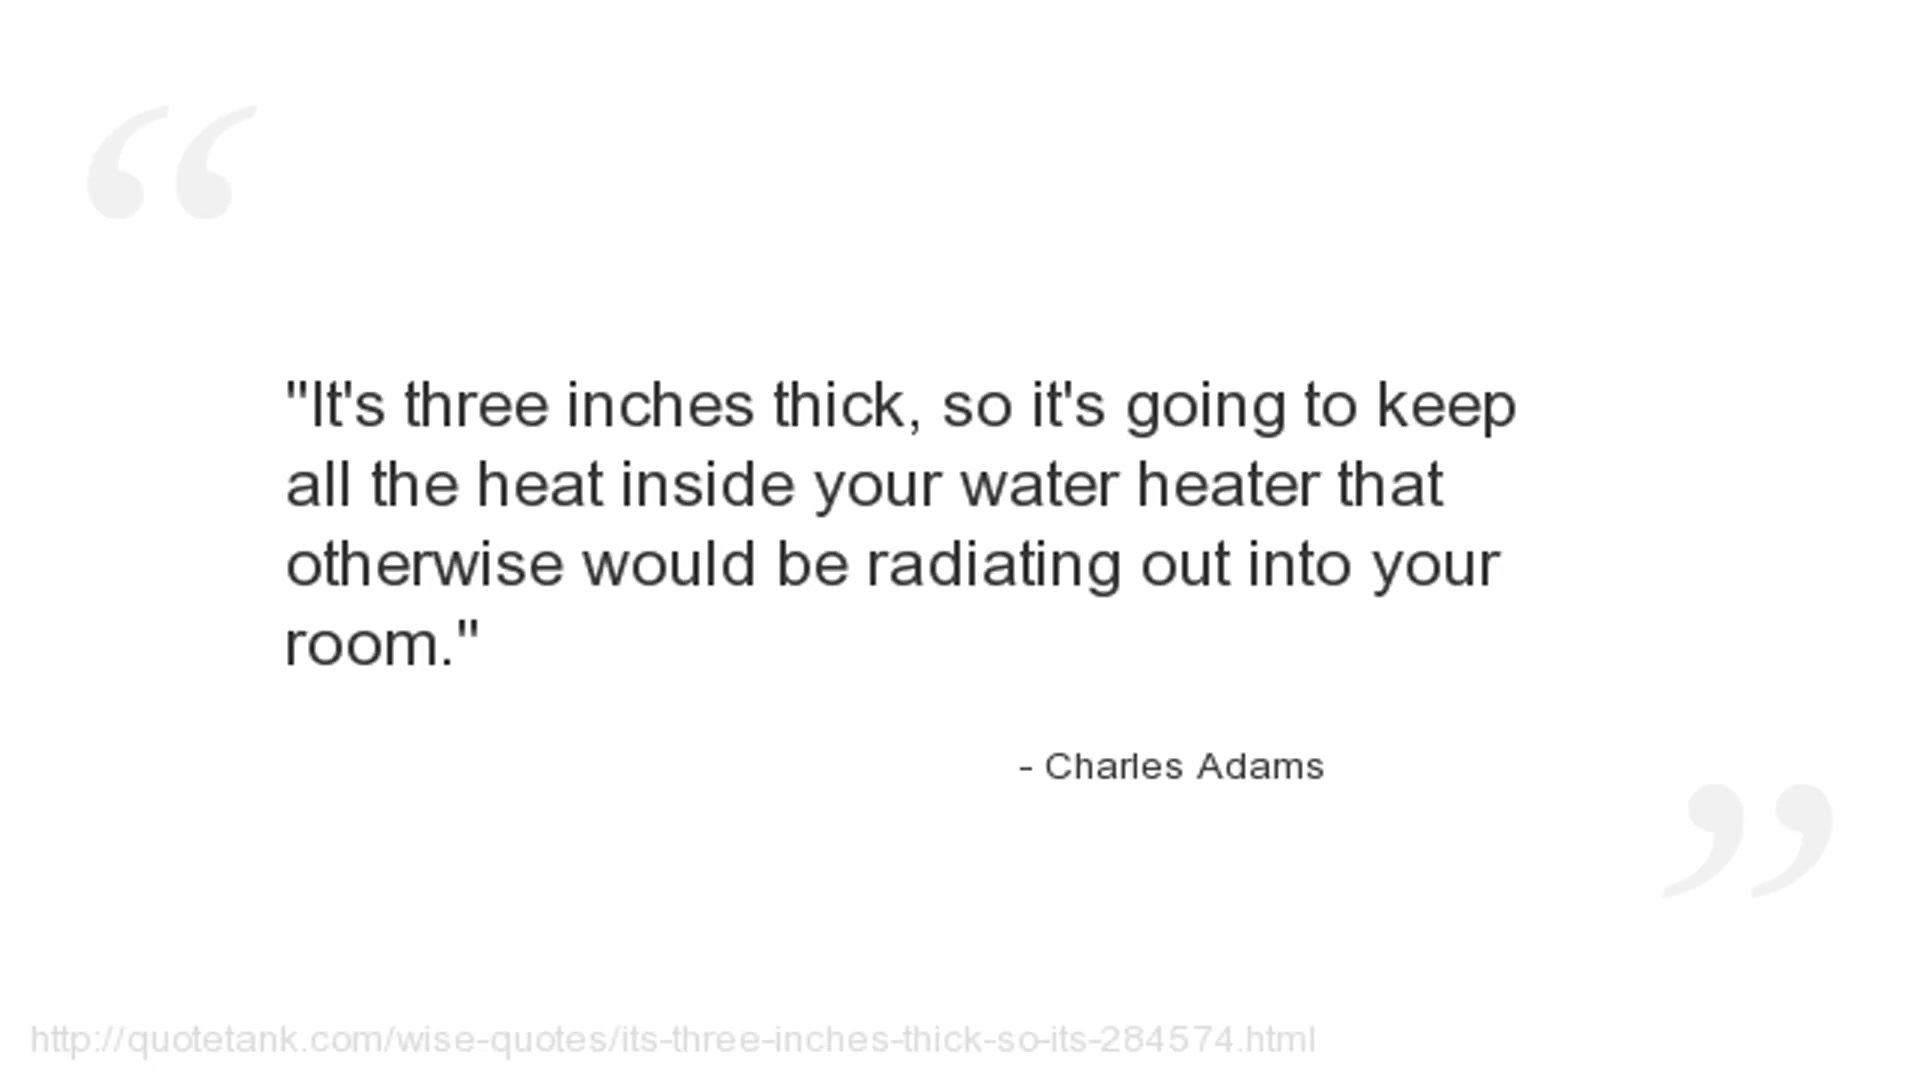 "It's three inches thick, so it's going to keep
all the heat inside your water heater that
otherwise would be radiating out into your
room."
- Charles Adams
http://quotetank.com/wise-quotes/its-three-inches-thick-so-its-284574.html